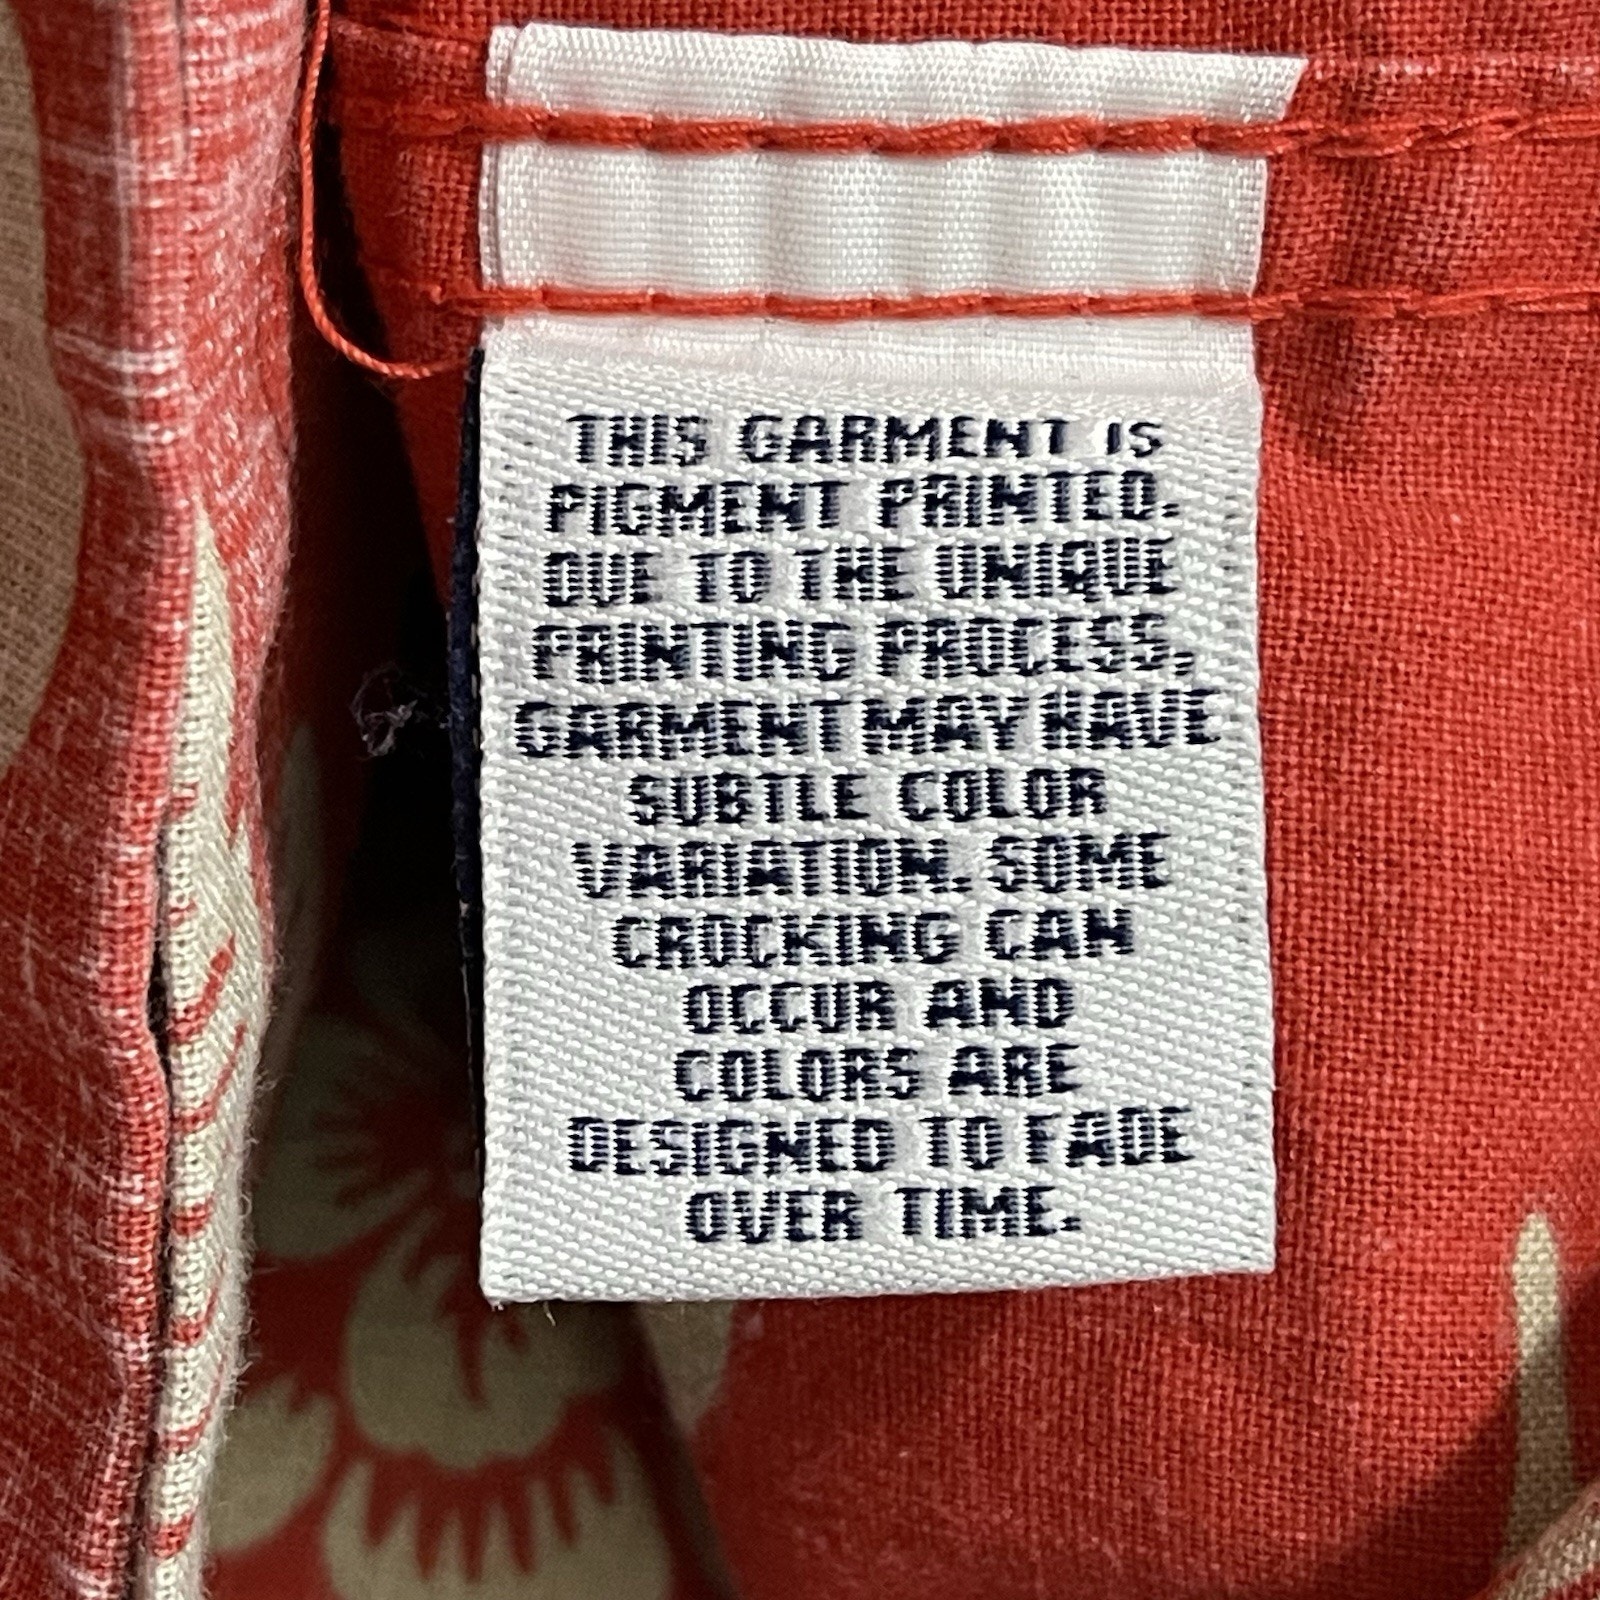 THIS GARMENT IS
PIGMENT PRINTED.
DUE TO THE UNIQUE
PRINTING PROCESS,
GARMENT MAY HAVE
SUBTLE COLOR
VARIATION. SOME
CROCKING CAN
OCCUR AND
COLORS ARE
DESIGNED TO FADE
OVER TIME.